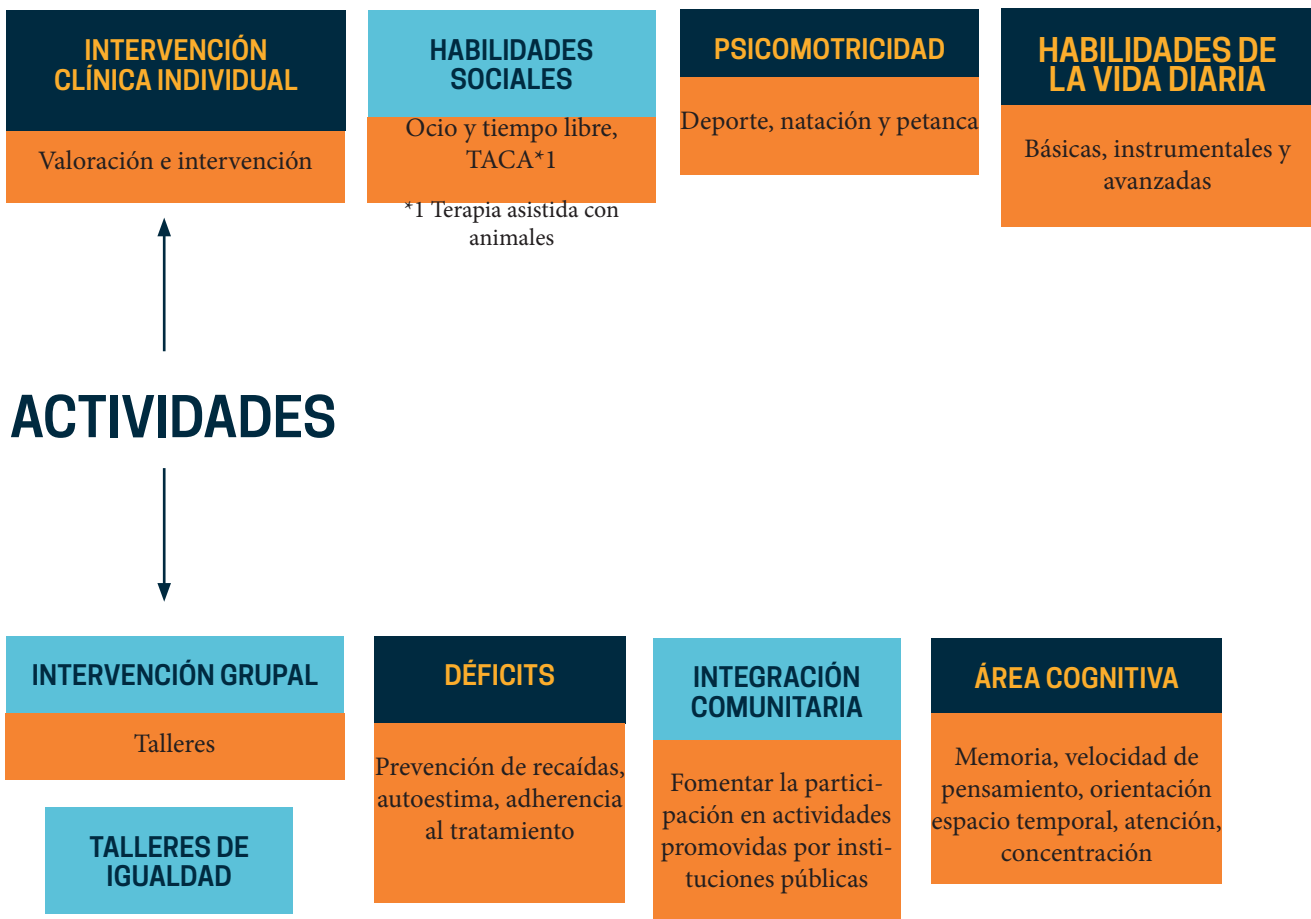 INTERVENCIÓN
CLÍNICA INDIVIDUAL
Valoración e intervención
HABILIDADES
SOCIALES
Ocio y tiempo libre,
TACA*1
*1 Terapia asistida con
animales
PSICOMOTRICIDAD
Deporte, natación y petanca
HABILIDADES DE
LA VIDA DIARIA
Básicas, instrumentales y
avanzadas
ACTIVIDADES
INTERVENCIÓN GRUPAL
Talleres
TALLERES DE
IGUALDAD
DÉFICITS
Prevención de recaídas,
autoestima, adherencia
al tratamiento
INTEGRACIÓN
COMUNITARIA
Fomentar la partici-
pación en actividades
promovidas por insti-
tuciones públicas
ÁREA COGNITIVA
Memoria, velocidad de
pensamiento, orientación
espacio temporal, atención,
concentración